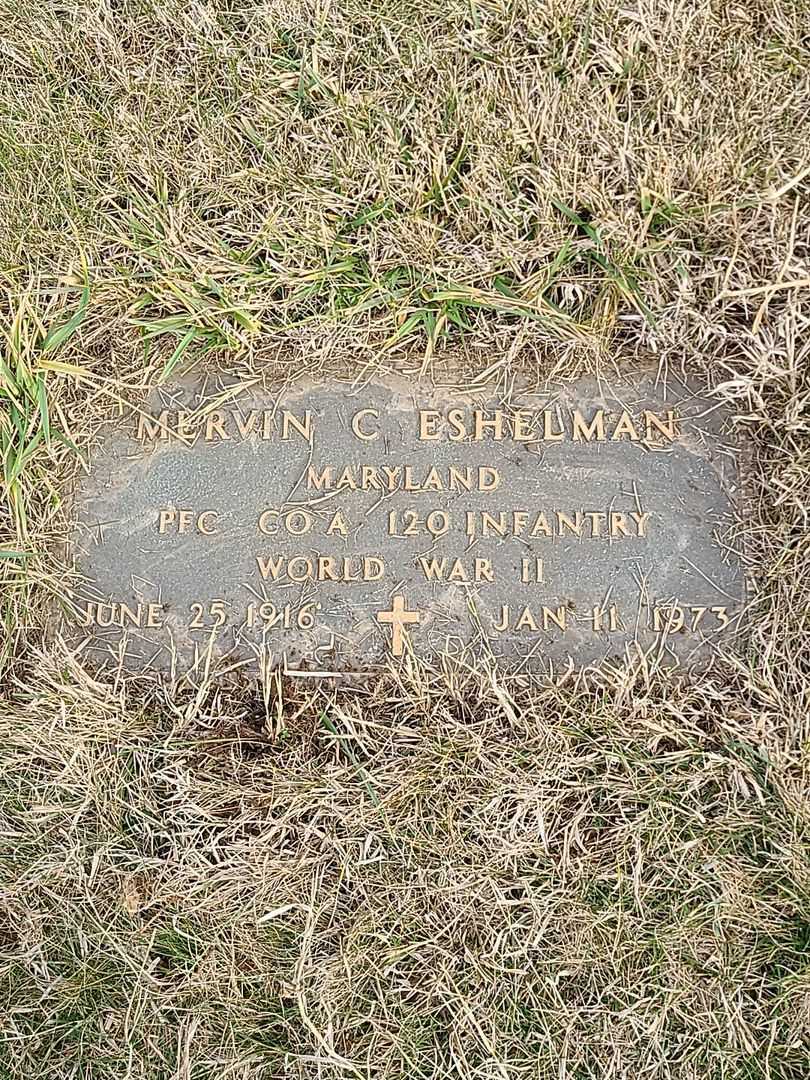 MERVIN C ESHELMAN
MARYLAND
PFC CO A 120 INFANTRY
WORLD WAR II
JUNE 25 1916 JAN 11 1973